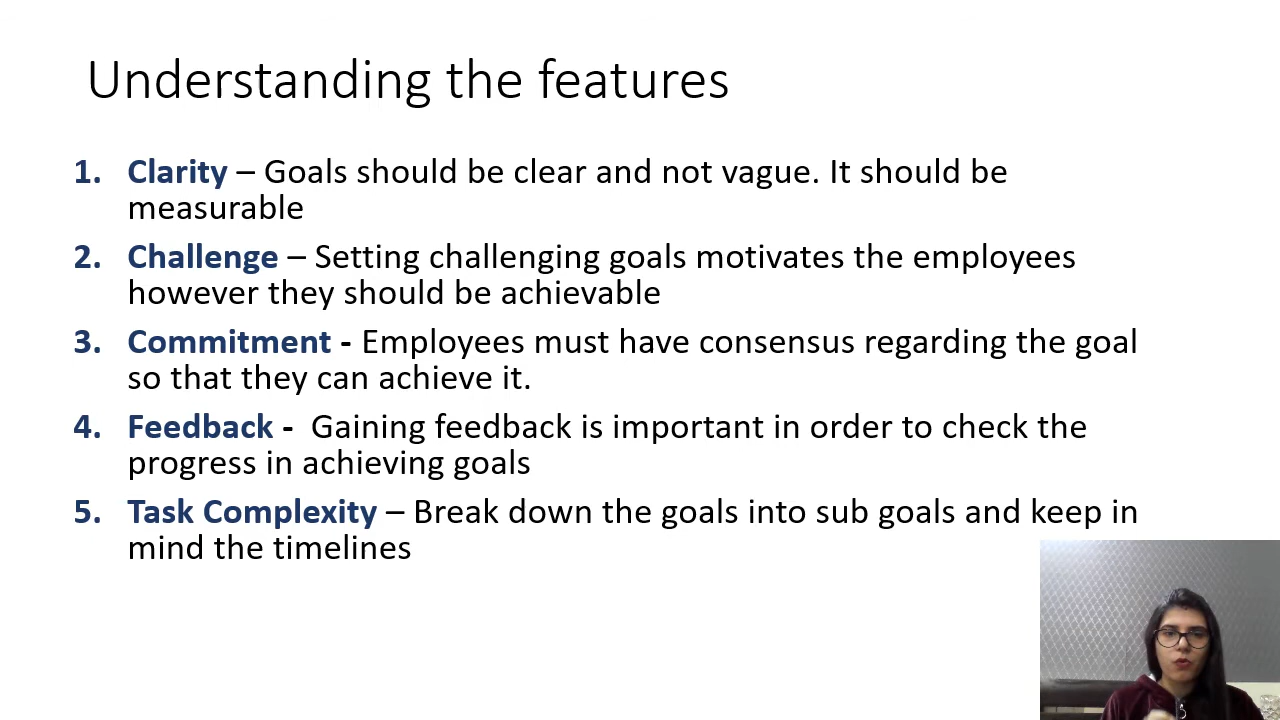 Understanding the features
1. Clarity – Goals should be clear and not vague. It should be
measurable
2. Challenge – Setting challenging goals motivates the employees
however they should be achievable
3. Commitment - Employees must have consensus regarding the goal
so that they can achieve it.
4. Feedback -  Gaining feedback is important in order to check the
progress in achieving goals
5. Task Complexity – Break down the goals into sub goals and keep in
mind the timelines